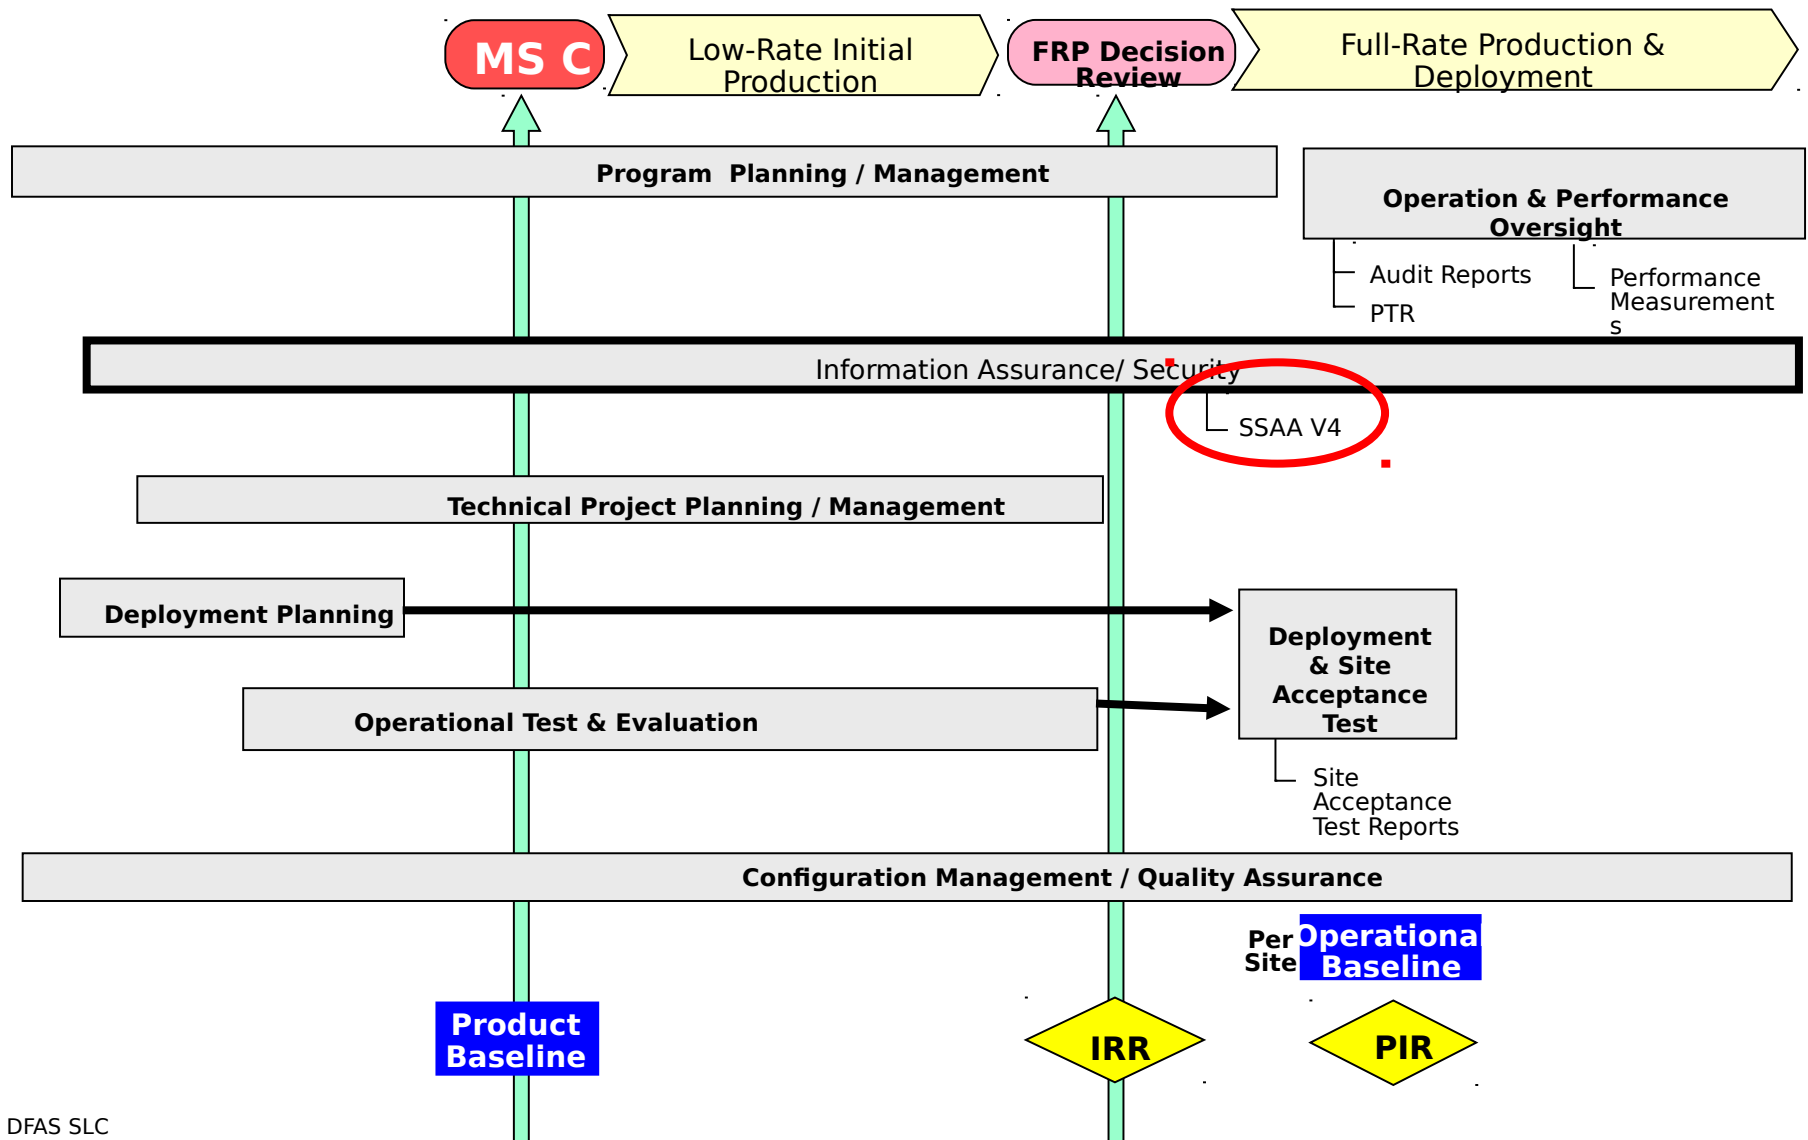 MS C
Low-Rate Initial
Production
FRP Decision
Review
Full-Rate Production &
Deployment
Program  Planning / Management
Operation & Performance
Oversight
Audit Reports
PTR
Performance
Measurement
s
Information Assurance/ Security
SSAA V4
Technical Project Planning / Management
Deployment Planning
Deployment
& Site
Acceptance
Test
Operational Test & Evaluation
Site
Acceptance
Test Reports
Configuration Management / Quality Assurance
Per
Site
Operational
Baseline
Product
Baseline
IRR
PIR
DFAS SLC